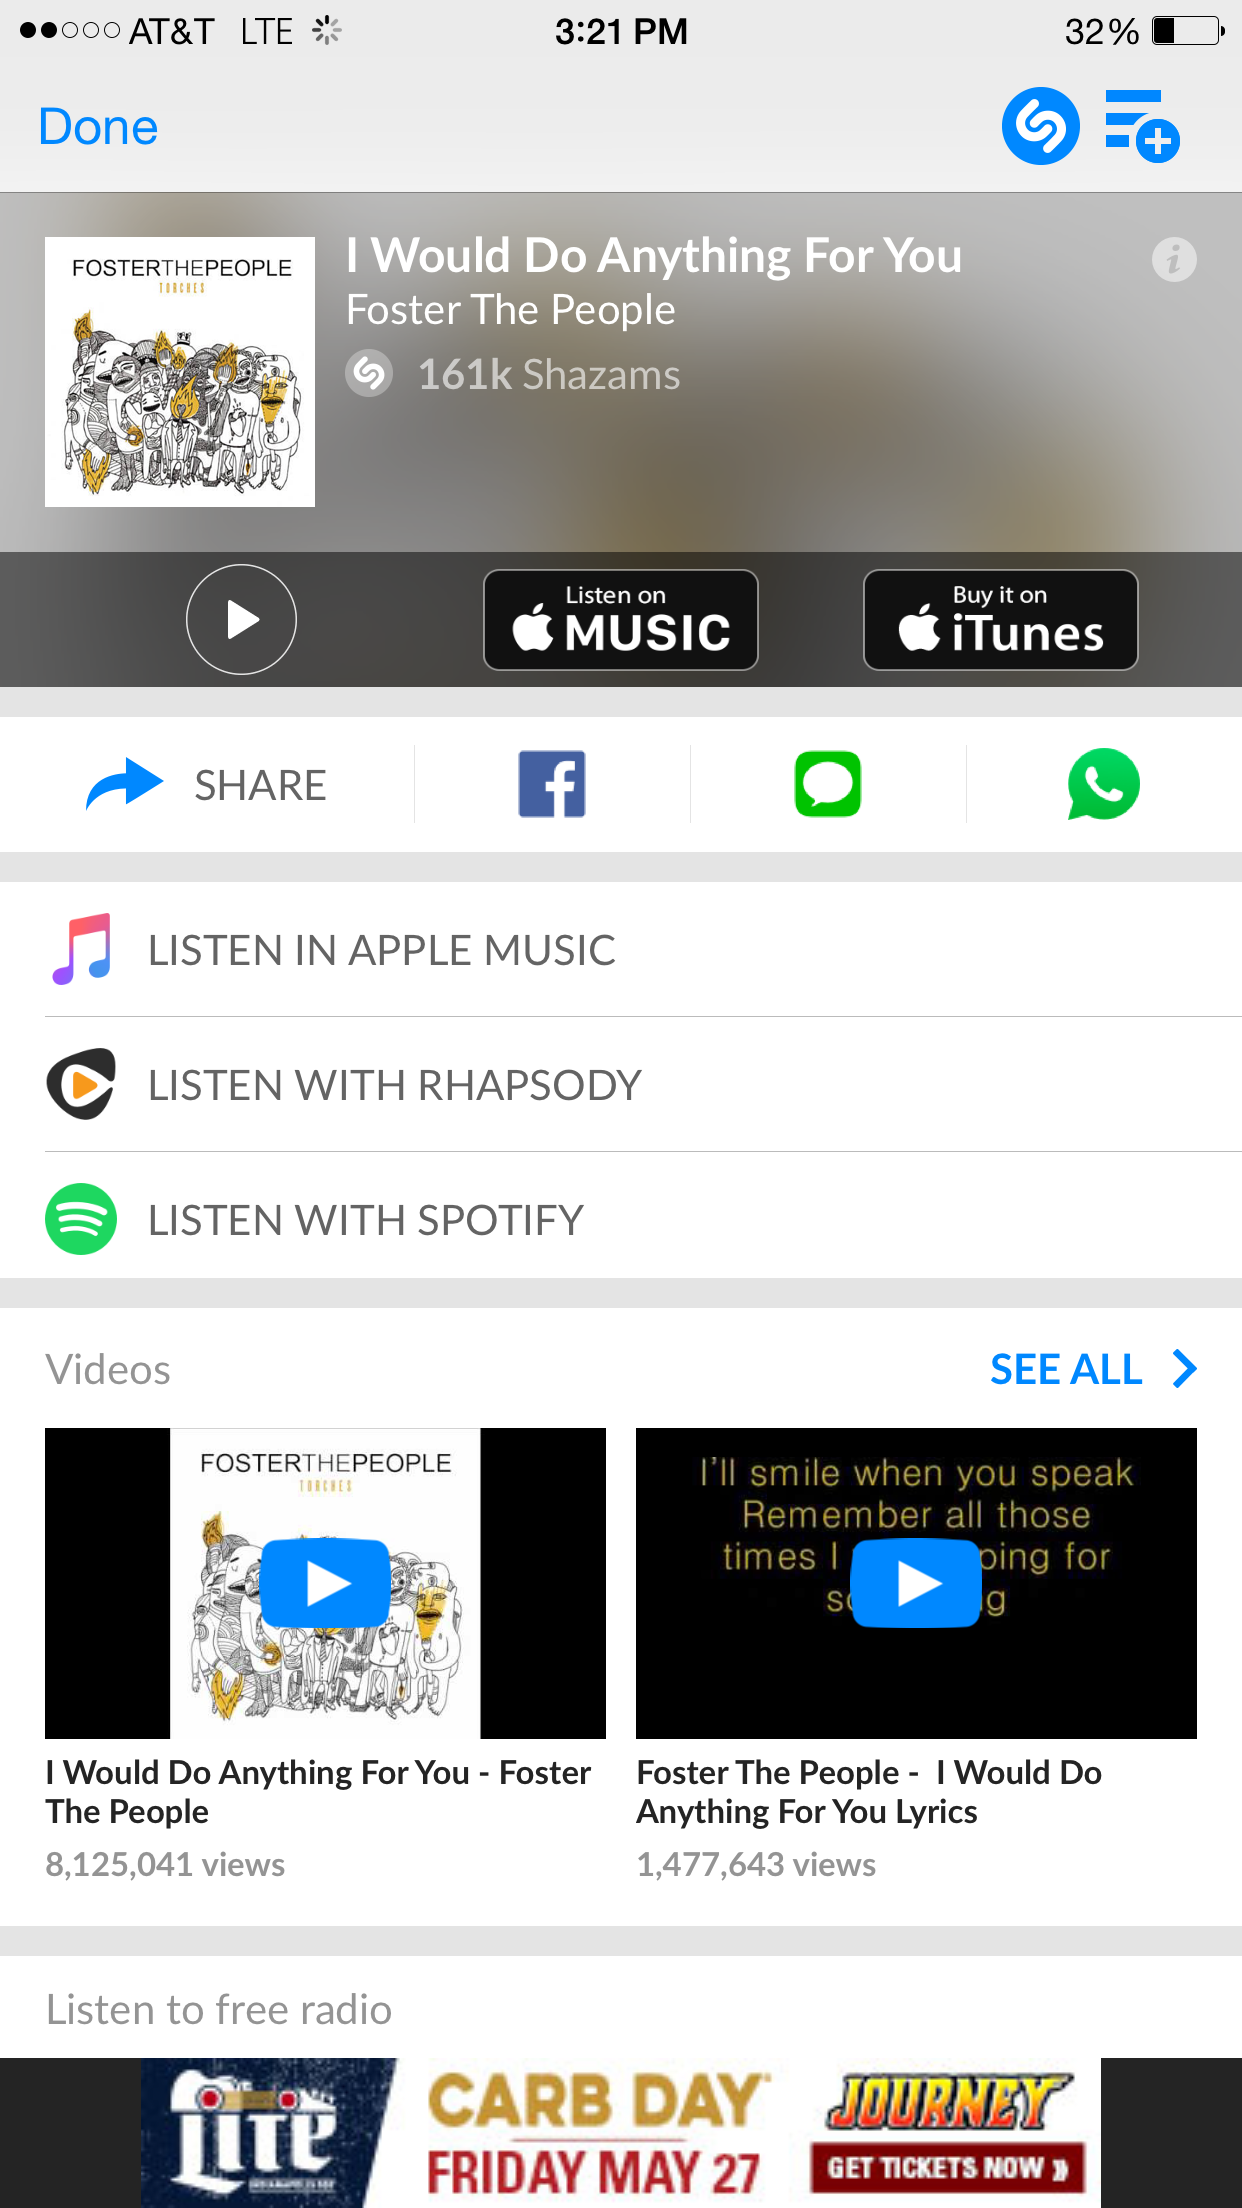 AT&T LTE 3:21 PM 32%
Done
FOSTERTHEPEOPLE
TORCHES
I Would Do Anything For You
Foster The People
161k Shazams
Listen on
MUSIC
Buy it on
iTunes
SHARE
LISTEN IN APPLE MUSIC
LISTEN WITH RHAPSODY
LISTEN WITH SPOTIFY
Videos
SEE ALL
FOSTERTHEPEOPLE
TORCHES
I'll smile when you speak
Remember all those
times I ping for
g
I Would Do Anything For You - Foster
The People
8,125,041 views
Foster The People - I Would Do
Anything For You Lyrics
1,477,643 views
Listen to free radio
Lite
CARB DAY
FRIDAY MAY 27
JOURNEY
GET TICKETS NOW »